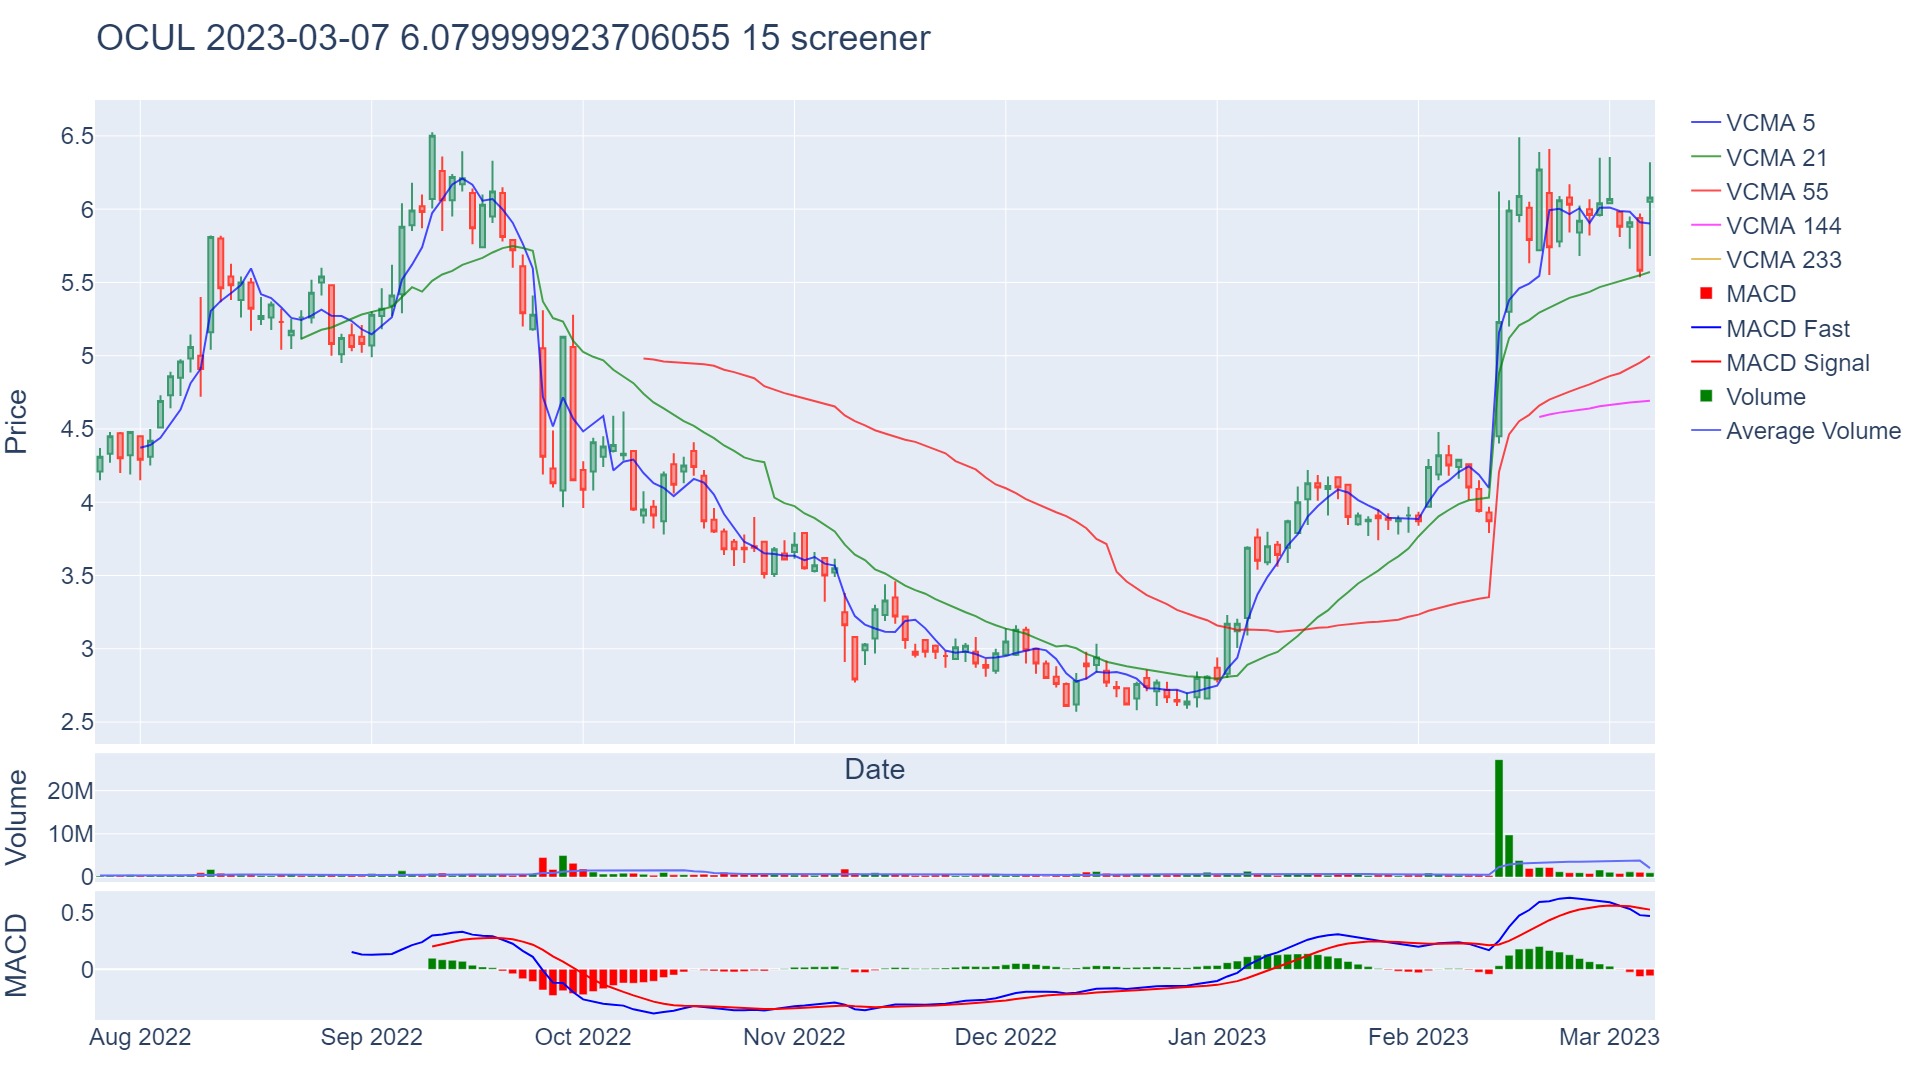 OCUL 2023-03-07 6.079999923706055 15 screener
6.5
6
5.5
5
4.5
4
3.5
3
2.5
Price
VCMA 5
VCMA 21
VCMA 55
VCMA 144
VCMA 233
MACD
MACD Fast
MACD Signal
Volume
Average Volume
Date
20M
10M
0
Volume
0.5
0
MACD
Aug 2022
Sep 2022
Oct 2022
Nov 2022
Dec 2022
Jan 2023
Feb 2023
Mar 2023